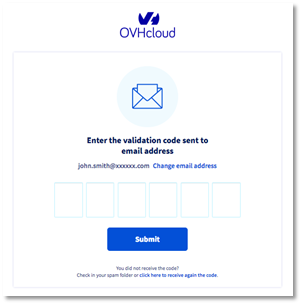 OVHcloud
Enter the validation code sent to
email address
john.smith@xxxxxx.com Change email address
Submit
You did not receive the code?
Check in your spam folder or click here to receive again the code.